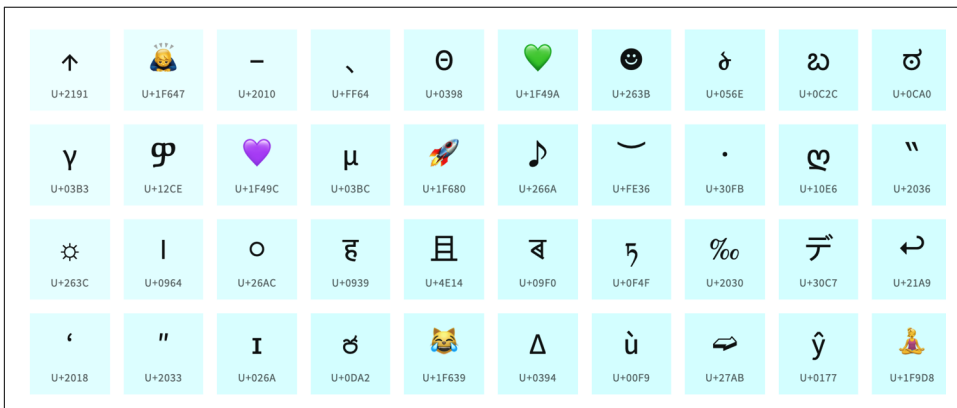 ↑ 🙇 ‐ 、 Θ 💚 ☻ ծ బ ಠ
U+2191 U+1F647 U+2010 U+FF64 U+0398 U+1F49A U+263B U+056E U+0C2C U+0CA0
γ ዎ 💜 μ 🚀 ♪ ︶ ・ ღ ‶
U+03B3 U+12CE U+1F49C U+03BC U+1F680 U+266A U+FE36 U+30FB U+10E6 U+2036
☼ । ⚬ ह 且 ৰ ཏ ‰ デ ↩
U+263C U+0964 U+26AC U+0939 U+4E14 U+09F0 U+0F4F U+2030 U+30C7 U+21A9
‘ ″ ɪ ජ 😹 Δ ù ➫ ŷ 🧘
U+2018 U+2033 U+026A U+0DA2 U+1F639 U+0394 U+00F9 U+27AB U+0177 U+1F9D8